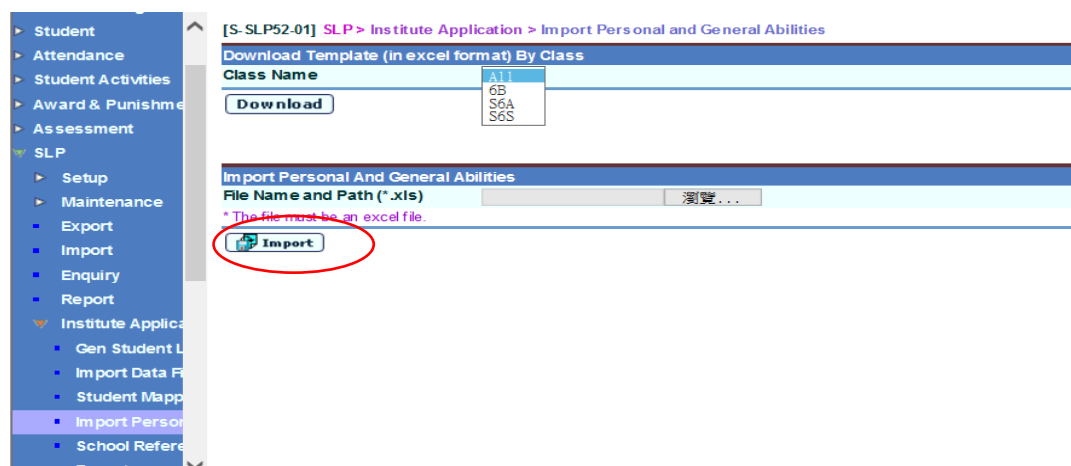 Student
Attendance
Student Activities
Award & Punishme
Assessment
SLP
Setup
Maintenance
Export
Import
Enquiry
Report
Institute Applica
Gen Student L
Import Data Fi
Student Mapp
Import Person
School Refere
[S-SLP52-01] SLP > Institute Application > Import Personal and General Abilities
Download Template (in excel format) By Class
Class Name
All
6B
S6A
S6S
Download
Import Personal And General Abilities
File Name and Path (*.xls)
瀏覽...
* The file must be an excel file.
Import